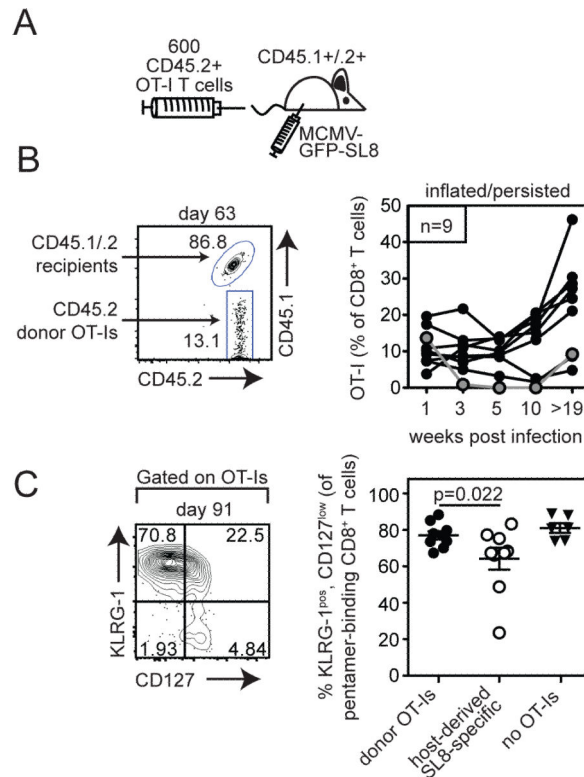 A
600
CD45.2+
OT-I T cells
CD45.1+/.2+
MCMV-
GFP-SL8
B
day 63
CD45.1/.2
recipients
86.8
CD45.2
donor OT-Is
13.1
CD45.1
CD45.2
inflated/persisted
n=9
OT-I (% of CD8⁺ T cells)
50
40
30
20
10
0
1 3 5 10 >19
weeks post infection
C
Gated on OT-Is
day 91
70.8 22.5
1.93 4.84
KLRG-1
CD127
p=0.022
% KLRG-1ᵖᵒˢ, CD127ˡᵒʷ (of
pentamer-binding CD8⁺ T cells)
100
80
60
40
20
0
donor OT-Is
host-derived
SL8-specific
no OT-Is